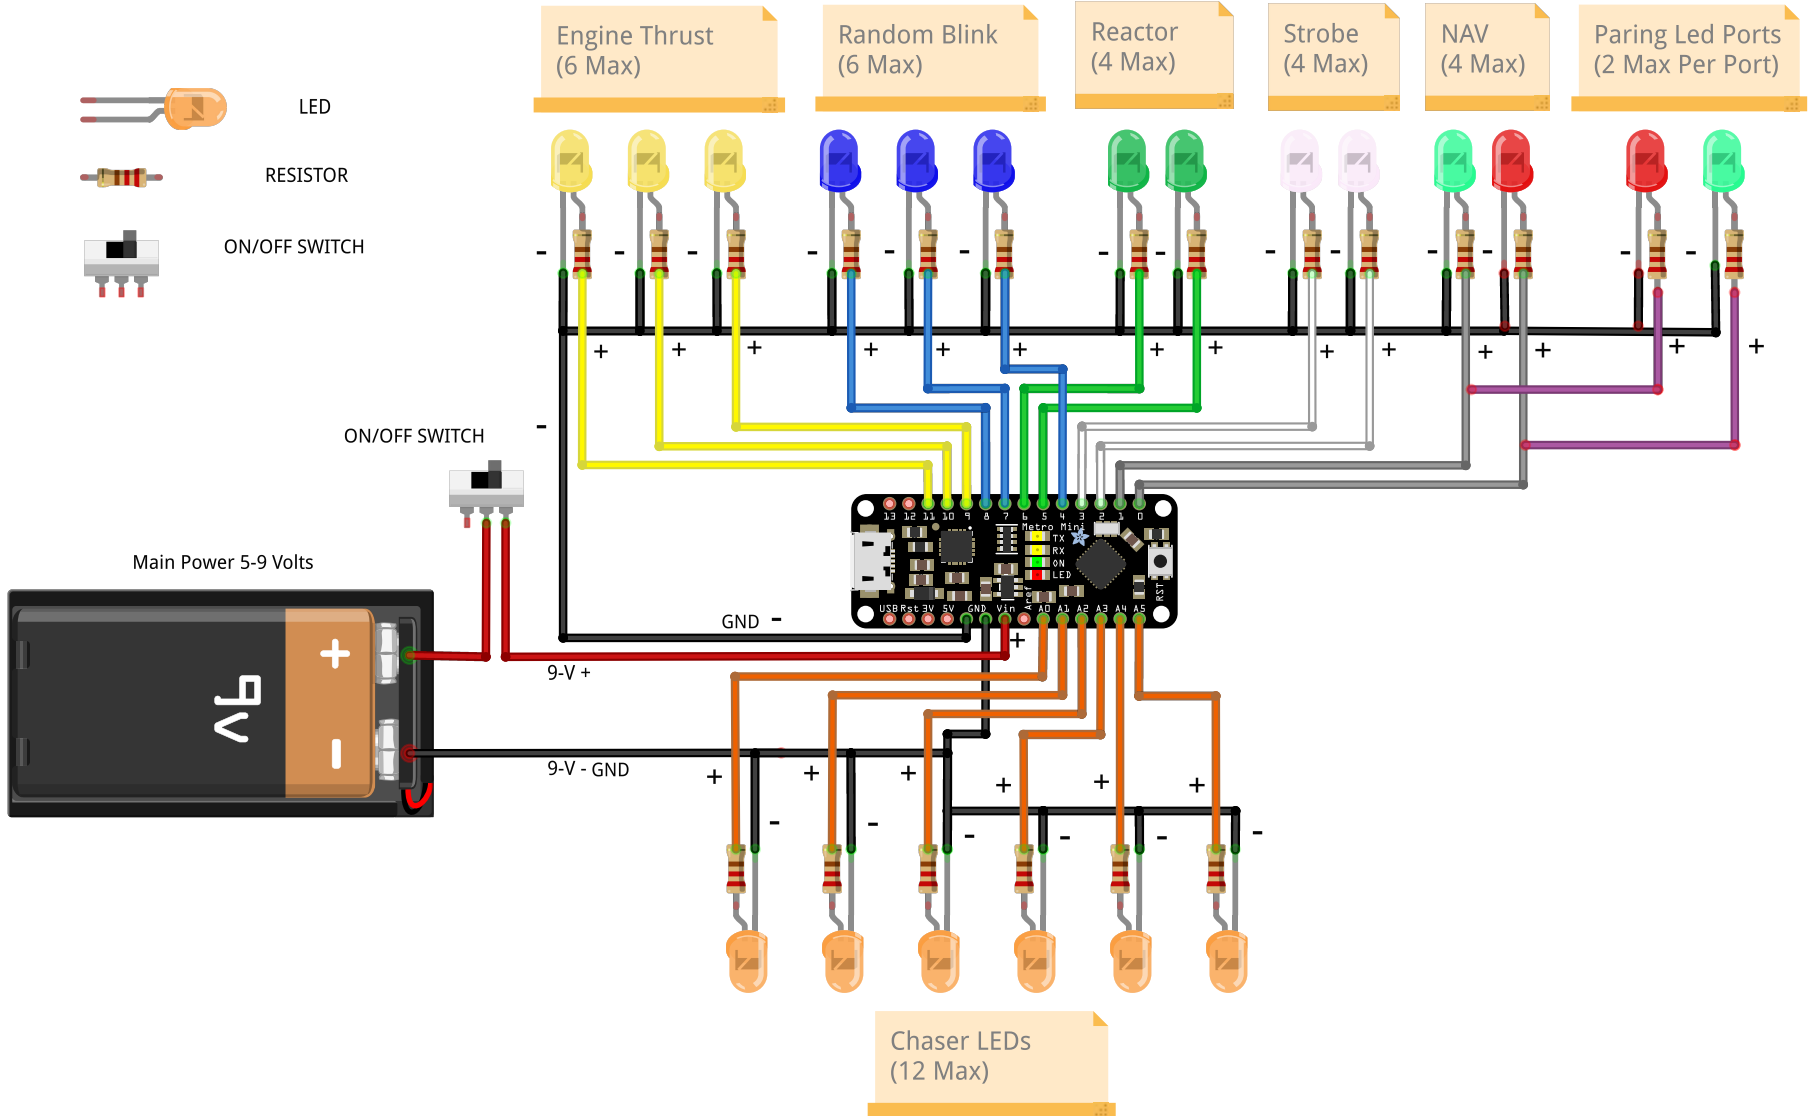 Engine Thrust
(6 Max)
Random Blink
(6 Max)
Reactor
(4 Max)
Strobe
(4 Max)
NAV
(4 Max)
Paring Led Ports
(2 Max Per Port)
LED
RESISTOR
ON/OFF SWITCH
- - - - - - - - - - - - - -
+ + + + + + + + + + + + + +
-
ON/OFF SWITCH
13 12 11 10 9 8 7 6 5 4 3 2 1 0
Metro Mini
TX
RX
ON
LED
RST
Aref
USB Rst 3V 5V GND Vin A0 A1 A2 A3 A4 A5
Main Power 5-9 Volts
GND -
+
9-V +
+
9V
-
9-V - GND
+ + + + + +
- - - - - -
Chaser LEDs
(12 Max)